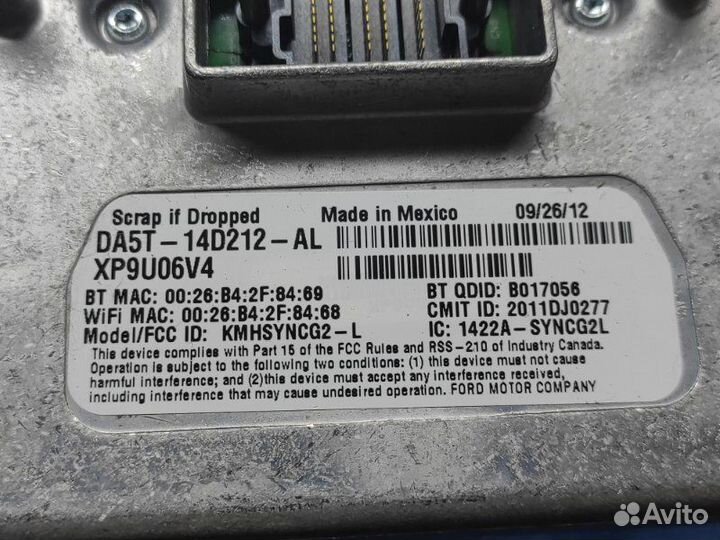 Scrap if Dropped Made in Mexico 09/26/12
DA5T-14D212-AL
XP9U06V4
BT MAC: 00:26:B4:2F:84:69 BT QDID: B017056
WiFi MAC: 00:26:B4:2F:84:68 CMIT ID: 2011DJ0277
Model/FCC ID: KMHSYNCG2-L IC: 1422A-SYNCG2L
This device complies with Part 15 of the FCC Rules and RSS-210 of Industry Canada.
Operation is subject to the following two conditions: (1) this device must not cause
harmful interference; and (2)this device must accept any interference received,
including interference that may cause undesired operation. FORD MOTOR COMPANY
Avito